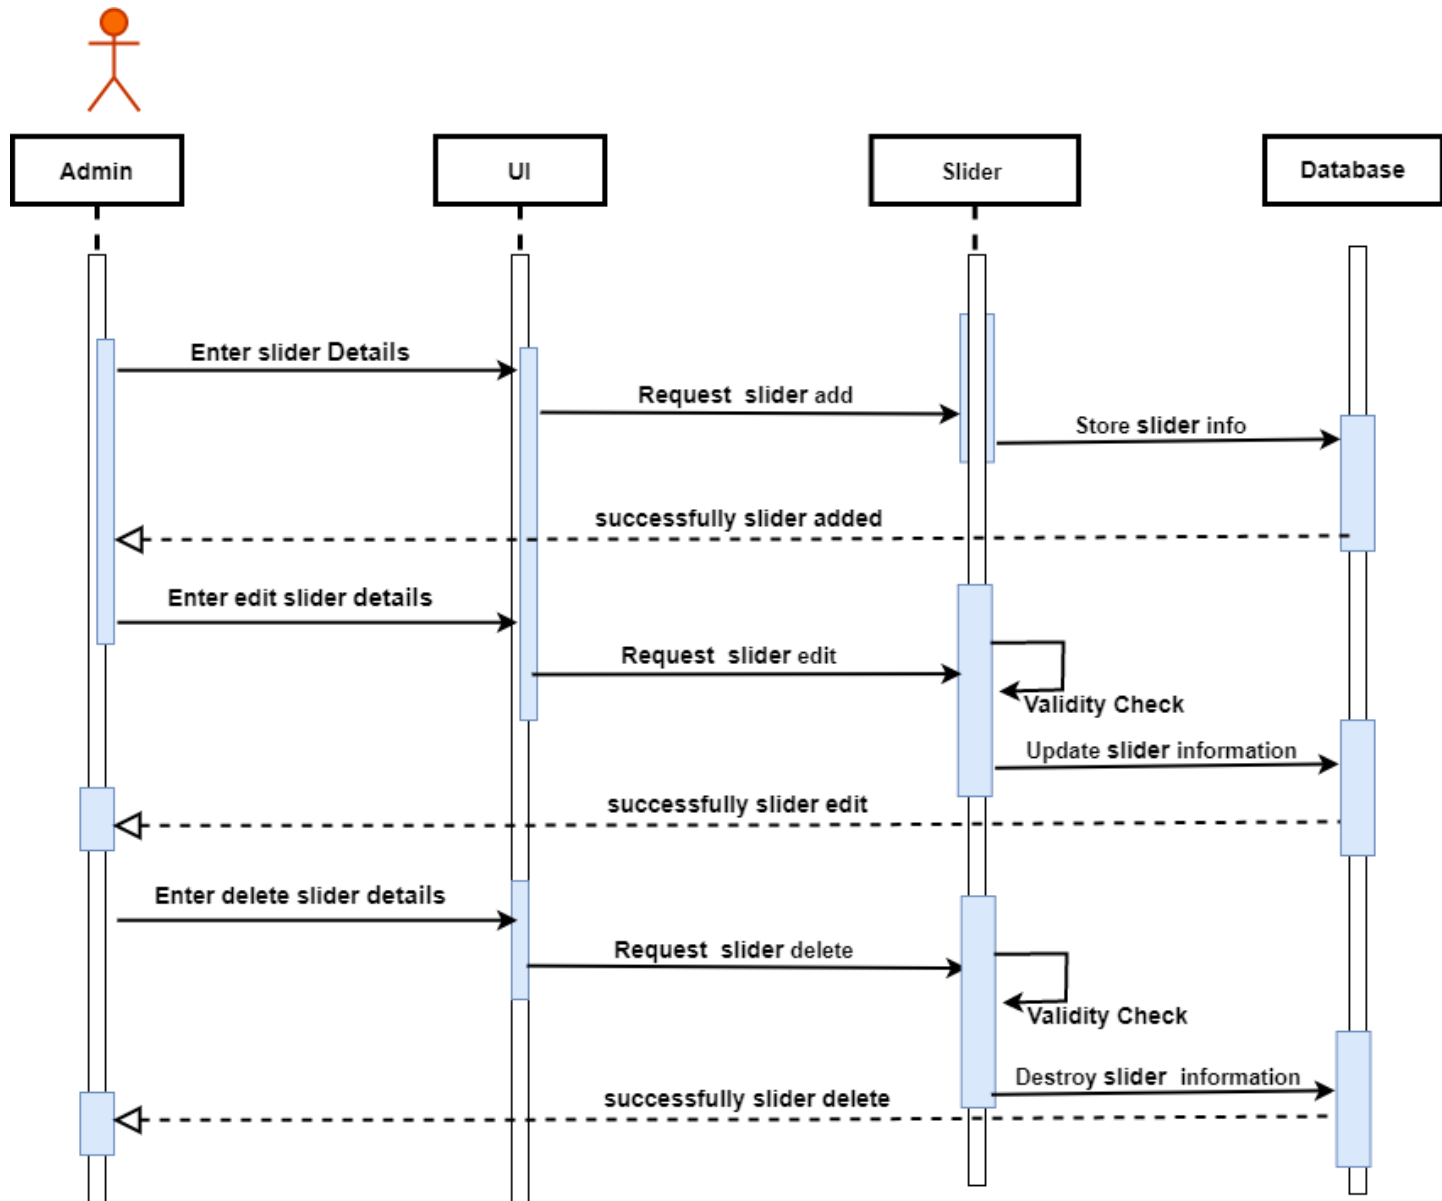 Admin
UI
Slider
Database
Enter slider Details
Request  slider add
Store slider info
successfully slider added
Enter edit slider details
Request  slider edit
Validity Check
Update slider information
successfully slider edit
Enter delete slider details
Request  slider delete
Validity Check
Destroy slider  information
successfully slider delete